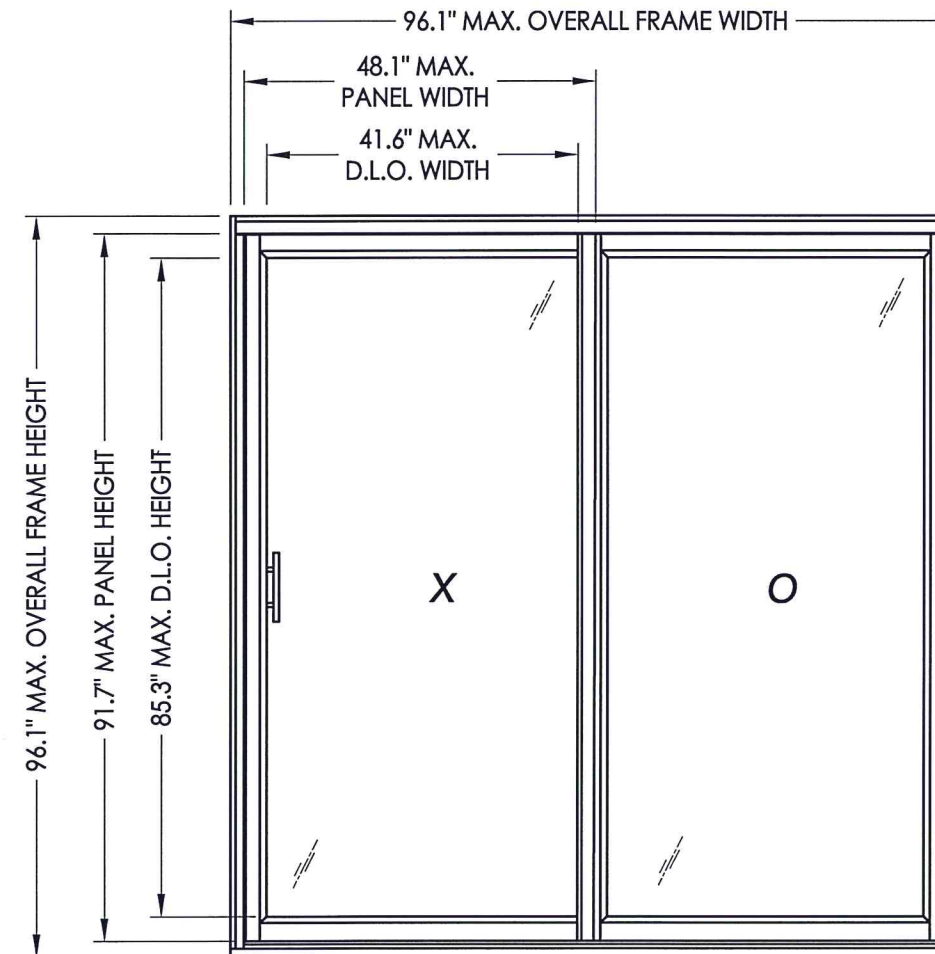 96.1" MAX. OVERALL FRAME WIDTH
48.1" MAX.
PANEL WIDTH
41.6" MAX.
D.L.O. WIDTH
96.1" MAX. OVERALL FRAME HEIGHT
91.7" MAX. PANEL HEIGHT
85.3" MAX. D.L.O. HEIGHT
X
O